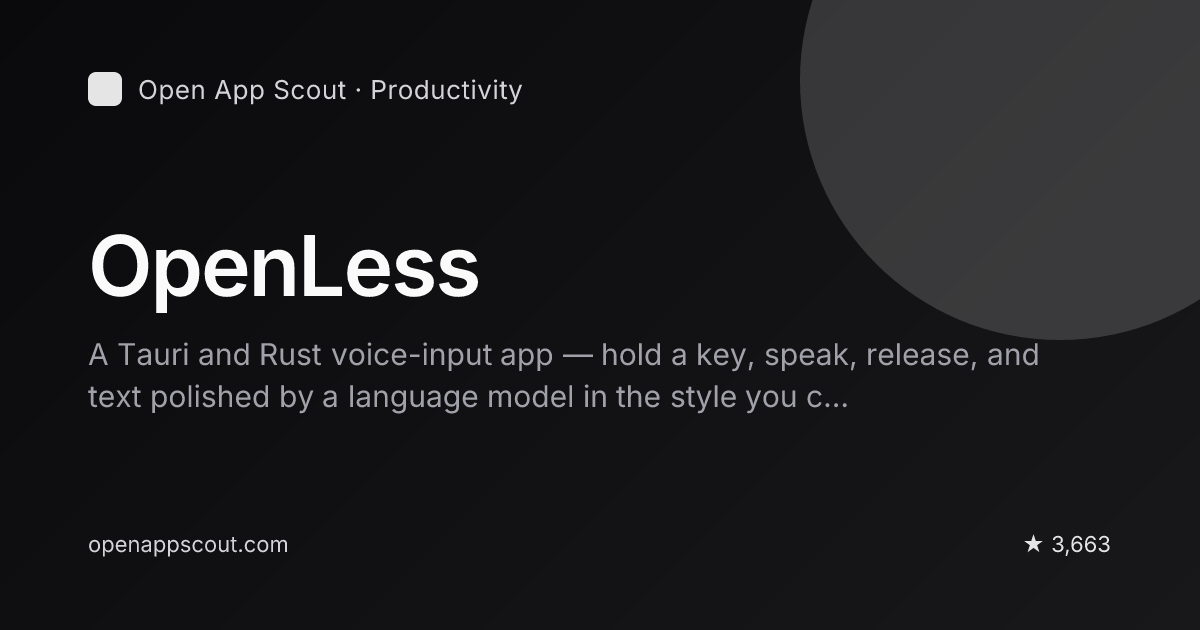 Open App Scout · Productivity
OpenLess
A Tauri and Rust voice-input app — hold a key, speak, release, and
text polished by a language model in the style you c...
openappscout.com
★ 3,663